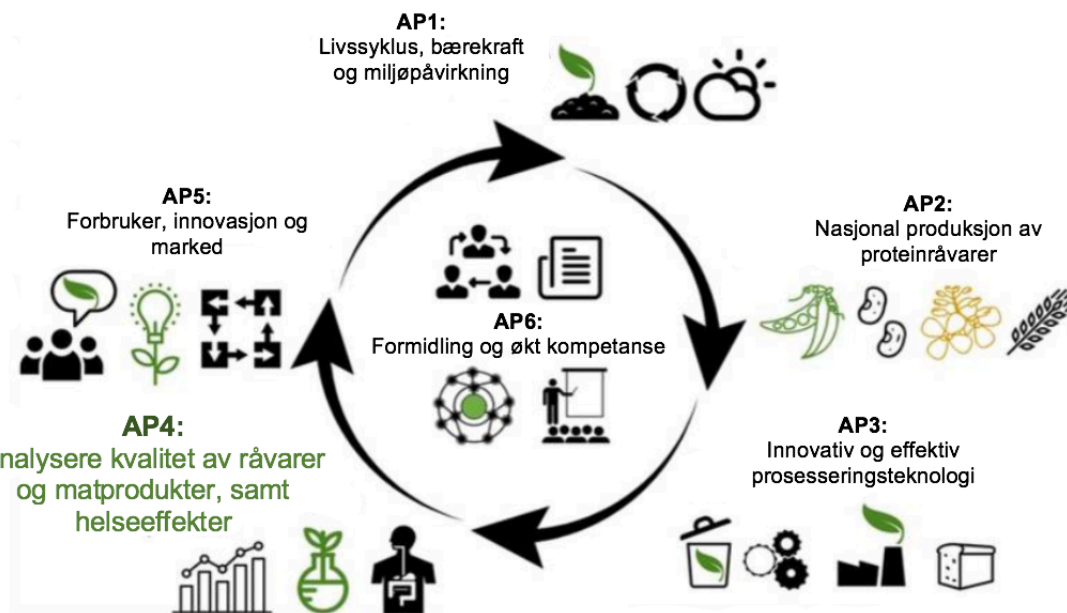 AP1:
Livssyklus, bærekraft
og miljøpåvirkning
AP5:
Forbruker, innovasjon og
marked
AP2:
Nasjonal produksjon av
proteinråvarer
AP6:
Formidling og økt kompetanse
AP4:
nalysere kvalitet av råvarer
og matprodukter, samt
helseeffekter
AP3:
Innovativ og effektiv
prosesseringsteknologi